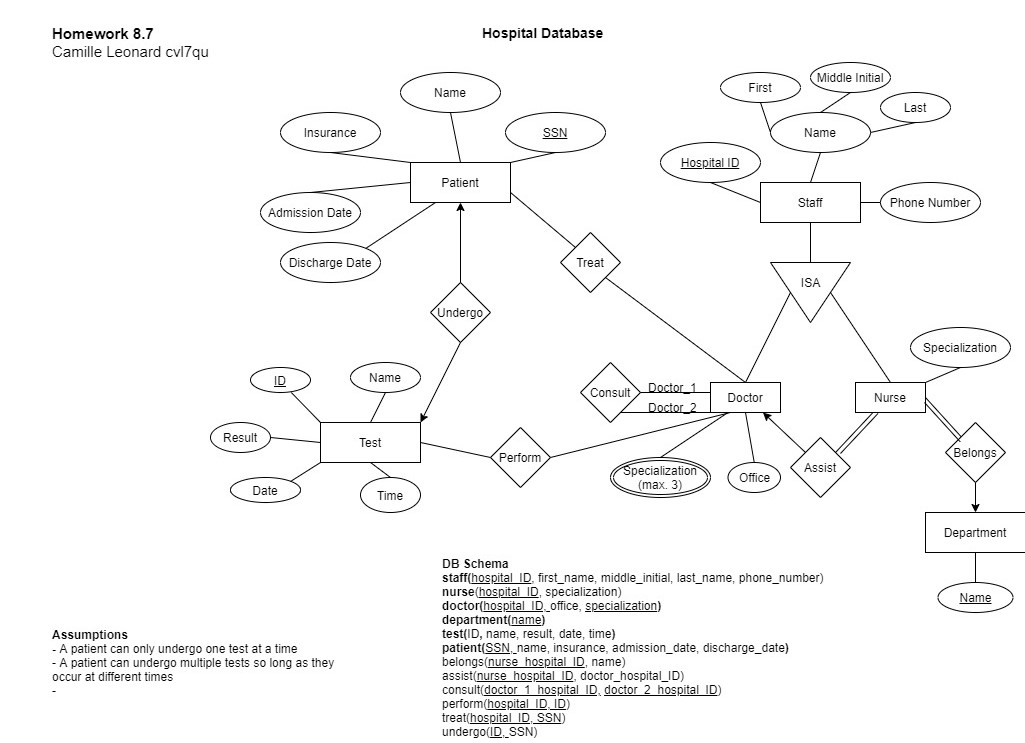 Homework 8.7
Camille Leonard cvl7qu
Hospital Database
Name
Insurance
SSN
Patient
Admission Date
Discharge Date
First
Middle Initial
Last
Name
Hospital ID
Staff
Phone Number
Treat
ISA
Undergo
Specialization
ID
Name
Consult
Doctor_1
Doctor_2
Doctor
Nurse
Result
Test
Perform
Specialization
(max. 3)
Office
Assist
Belongs
Date
Time
Department
Name
DB Schema
staff(hospital_ID, first_name, middle_initial, last_name, phone_number)
nurse(hospital_ID, specialization)
doctor(hospital_ID, office, specialization)
department(name)
test(ID, name, result, date, time)
patient(SSN, name, insurance, admission_date, discharge_date)
belongs(nurse_hospital_ID, name)
assist(nurse_hospital_ID, doctor_hospital_ID)
consult(doctor_1_hospital_ID, doctor_2_hospital_ID)
perform(hospital_ID, ID)
treat(hospital_ID, SSN)
undergo(ID, SSN)
Assumptions
- A patient can only undergo one test at a time
- A patient can undergo multiple tests so long as they
occur at different times
-